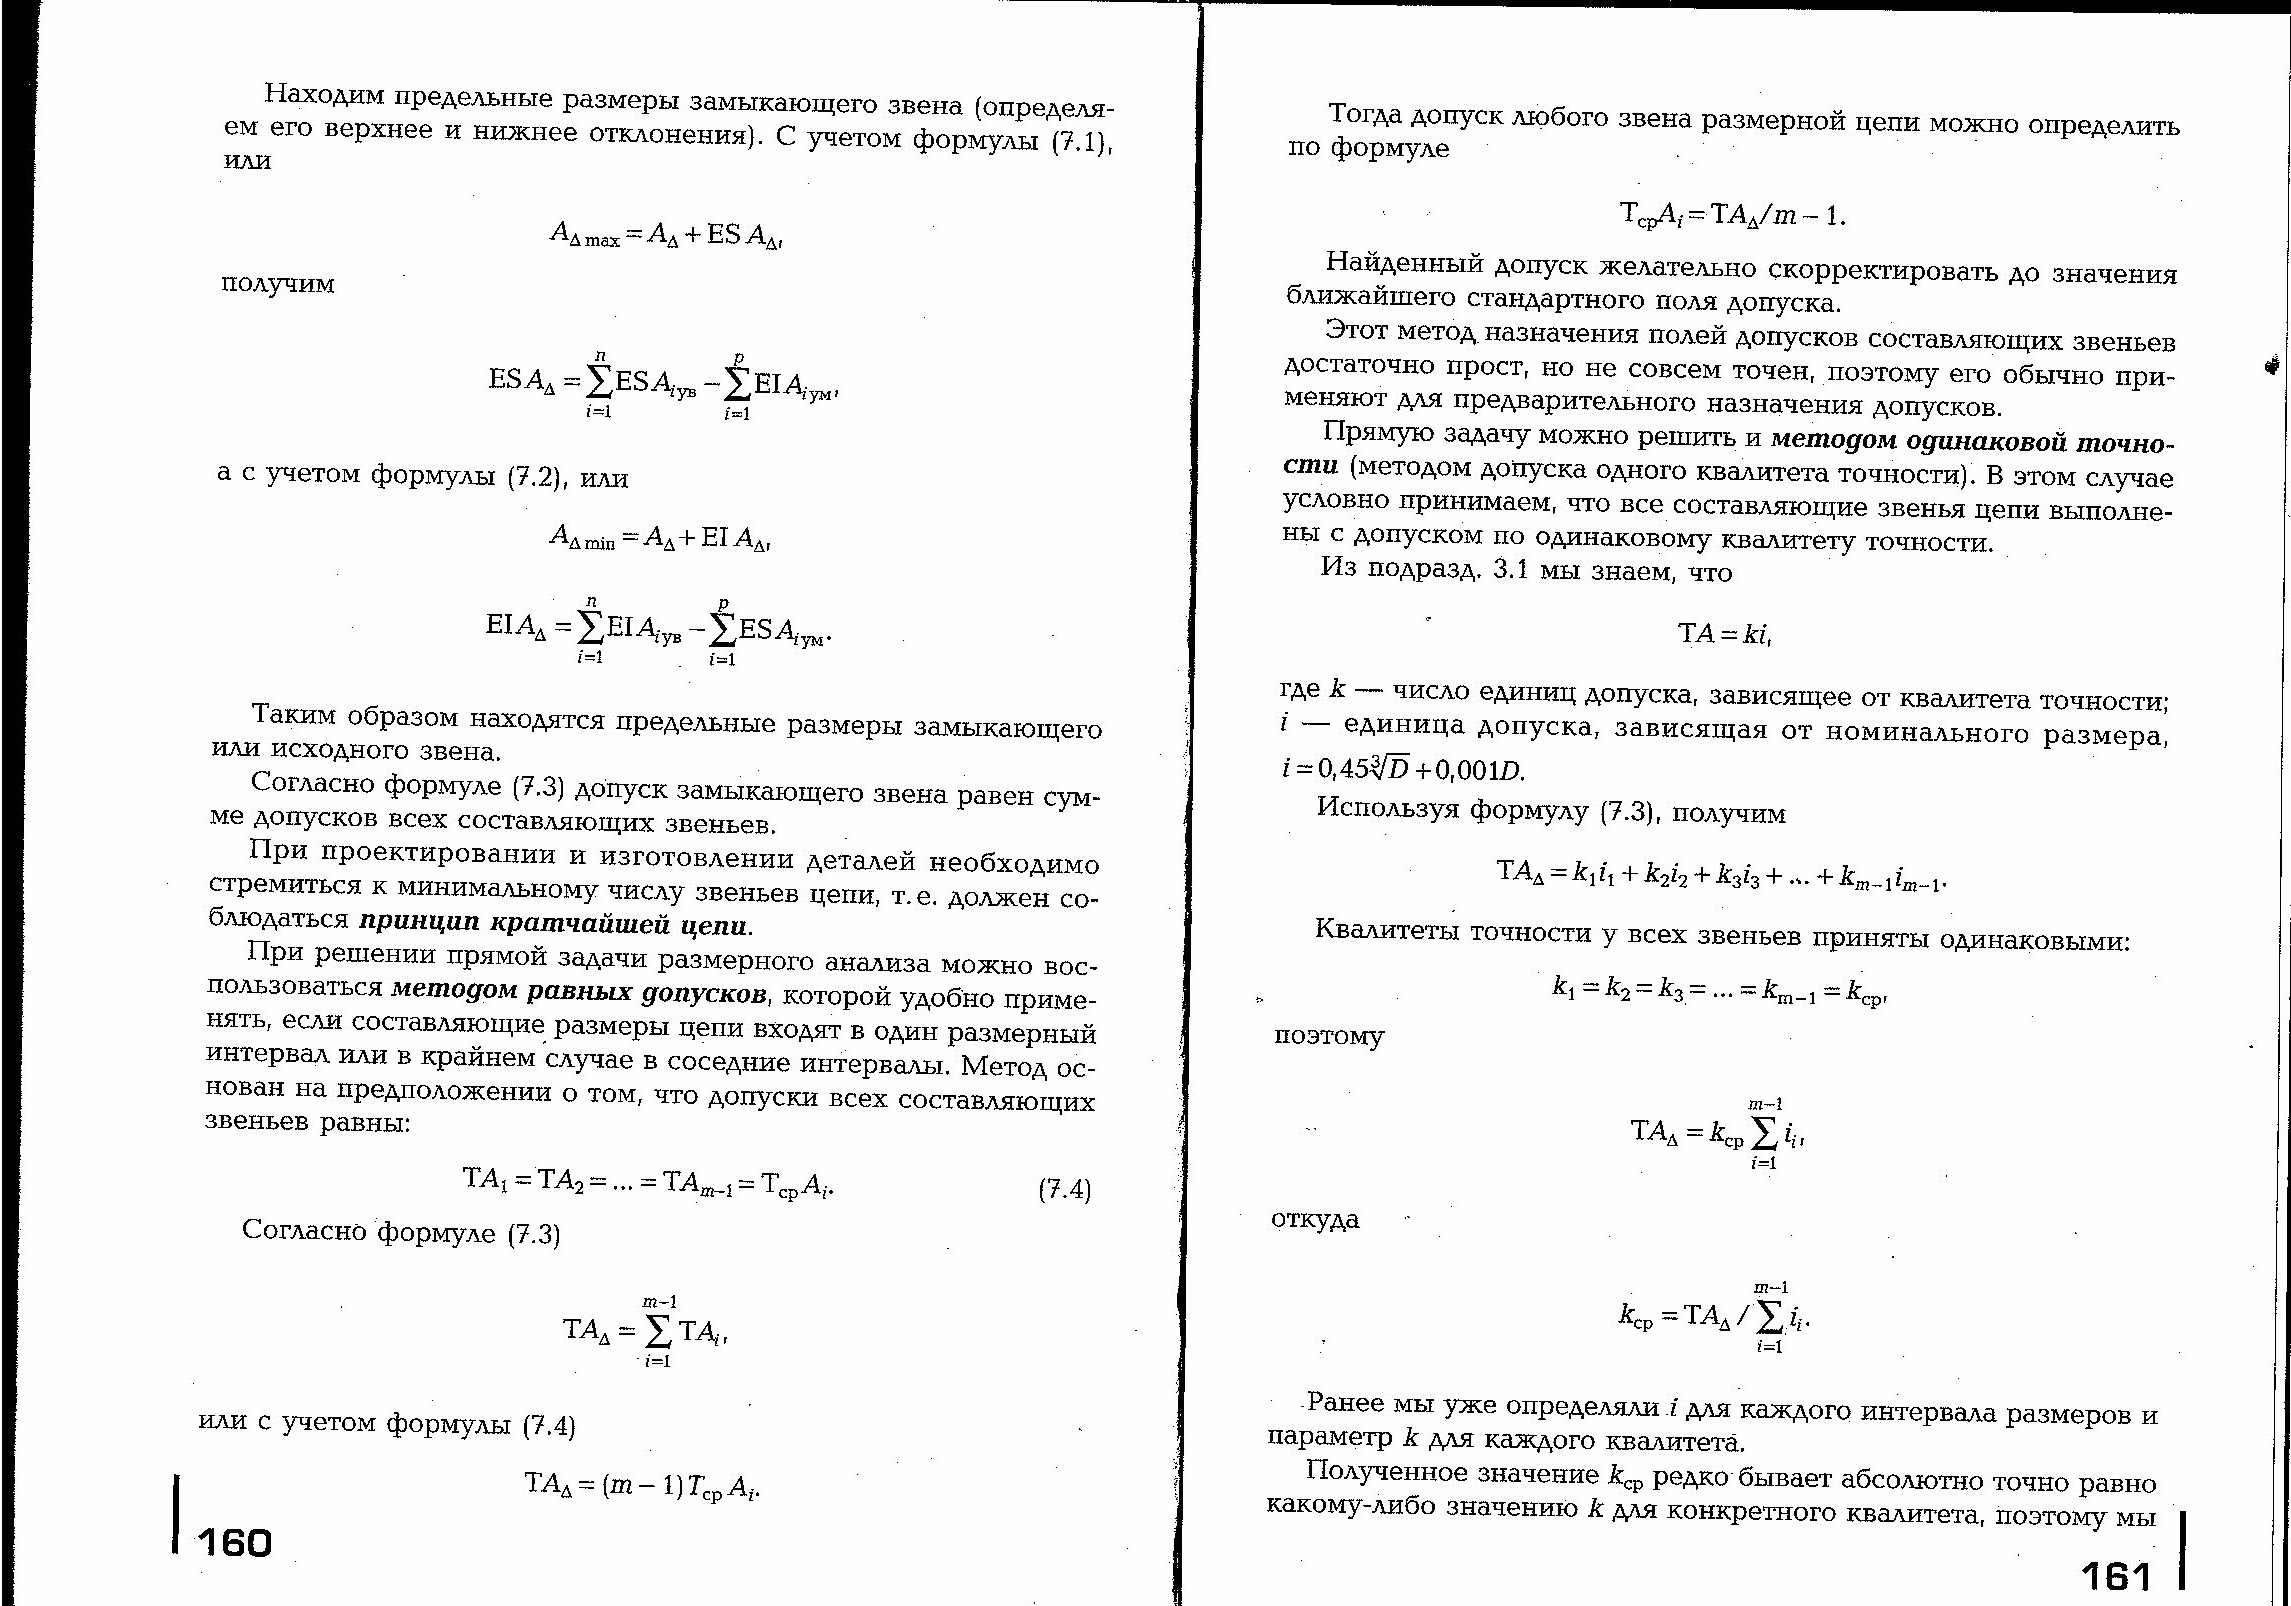 Находим предельные размеры замыкающего звена (определя-
ем его верхнее и нижнее отклонения). С учетом формулы (7.1),
или
A_Δ max = A_Δ + ES A_Δ,
получим
ES A_Δ = ∑_{i=1}^{n} ES A_{i ув} − ∑_{i=1}^{p} EI A_{i ум},
а с учетом формулы (7.2), или
A_Δ min = A_Δ + EI A_Δ,
EI A_Δ = ∑_{i=1}^{n} EI A_{i ув} − ∑_{i=1}^{p} ES A_{i ум}.
Таким образом находятся предельные размеры замыкающего
или исходного звена.
Согласно формуле (7.3) допуск замыкающего звена равен сум-
ме допусков всех составляющих звеньев.
При проектировании и изготовлении деталей необходимо
стремиться к минимальному числу звеньев цепи, т. е. должен со-
блюдаться принцип кратчайшей цепи.
При решении прямой задачи размерного анализа можно вос-
пользоваться методом равных допусков, которой удобно приме-
нять, если составляющие размеры цепи входят в один размерный
интервал или в крайнем случае в соседние интервалы. Метод ос-
нован на предположении о том, что допуски всех составляющих
звеньев равны:
TA_1 = TA_2 = ... = TA_{m−1} = T_ср A_i. (7.4)
Согласно формуле (7.3)
TA_Δ = ∑_{i=1}^{m−1} TA_i,
или с учетом формулы (7.4)
TA_Δ = (m − 1) T_ср A_i.
160
Тогда допуск любого звена размерной цепи можно определить
по формуле
T_ср A_i = TA_Δ/m − 1.
Найденный допуск желательно скорректировать до значения
ближайшего стандартного поля допуска.
Этот метод назначения полей допусков составляющих звеньев
достаточно прост, но не совсем точен, поэтому его обычно при-
меняют для предварительного назначения допусков.
Прямую задачу можно решить и методом одинаковой точно-
сти (методом допуска одного квалитета точности). В этом случае
условно принимаем, что все составляющие звенья цепи выполне-
ны с допуском по одинаковому квалитету точности.
Из подразд. 3.1 мы знаем, что
TA = ki,
где k — число единиц допуска, зависящее от квалитета точности;
i — единица допуска, зависящая от номинального размера,
i = 0,45∛D + 0,001D.
Используя формулу (7.3), получим
TA_Δ = k_1i_1 + k_2i_2 + k_3i_3 + ... + k_{m−1}i_{m−1}.
Квалитеты точности у всех звеньев приняты одинаковыми:
k_1 = k_2 = k_3 = ... = k_{m−1} = k_ср,
поэтому
TA_Δ = k_ср ∑_{i=1}^{m−1} i_i,
откуда
k_ср = TA_Δ / ∑_{i=1}^{m−1} i_i.
Ранее мы уже определяли i для каждого интервала размеров и
параметр k для каждого квалитета.
Полученное значение k_ср редко бывает абсолютно точно равно
какому-либо значению k для конкретного квалитета, поэтому мы
161